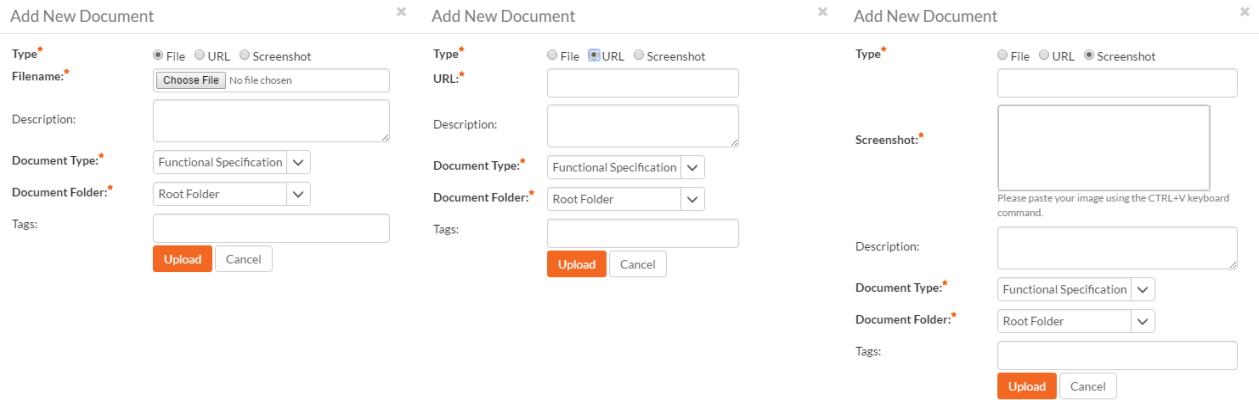 Add New Document ×
Type* File URL Screenshot
Filename:* Choose File No file chosen
Description:
Document Type:* Functional Specification
Document Folder:* Root Folder
Tags:
Upload Cancel
Add New Document ×
Type* File URL Screenshot
URL:*
Description:
Document Type:* Functional Specification
Document Folder:* Root Folder
Tags:
Upload Cancel
Add New Document ×
Type* File URL Screenshot
Screenshot:*
Please paste your image using the CTRL+V keyboard
command.
Description:
Document Type:* Functional Specification
Document Folder:* Root Folder
Tags:
Upload Cancel